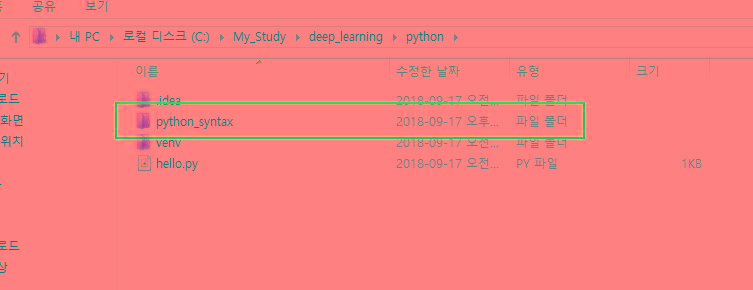 공유 보기
내 PC > 로컬 디스크 (C:) > My_Study > deep_learning > python >
이름 수정한 날짜 유형 크기
.idea 2018-09-17 오전... 파일 폴더
python_syntax 2018-09-17 오후... 파일 폴더
venv 2018-09-17 오전... 파일 폴더
hello.py 2018-09-17 오전... PY 파일 1KB
기
로드
화면
위치
로드
상